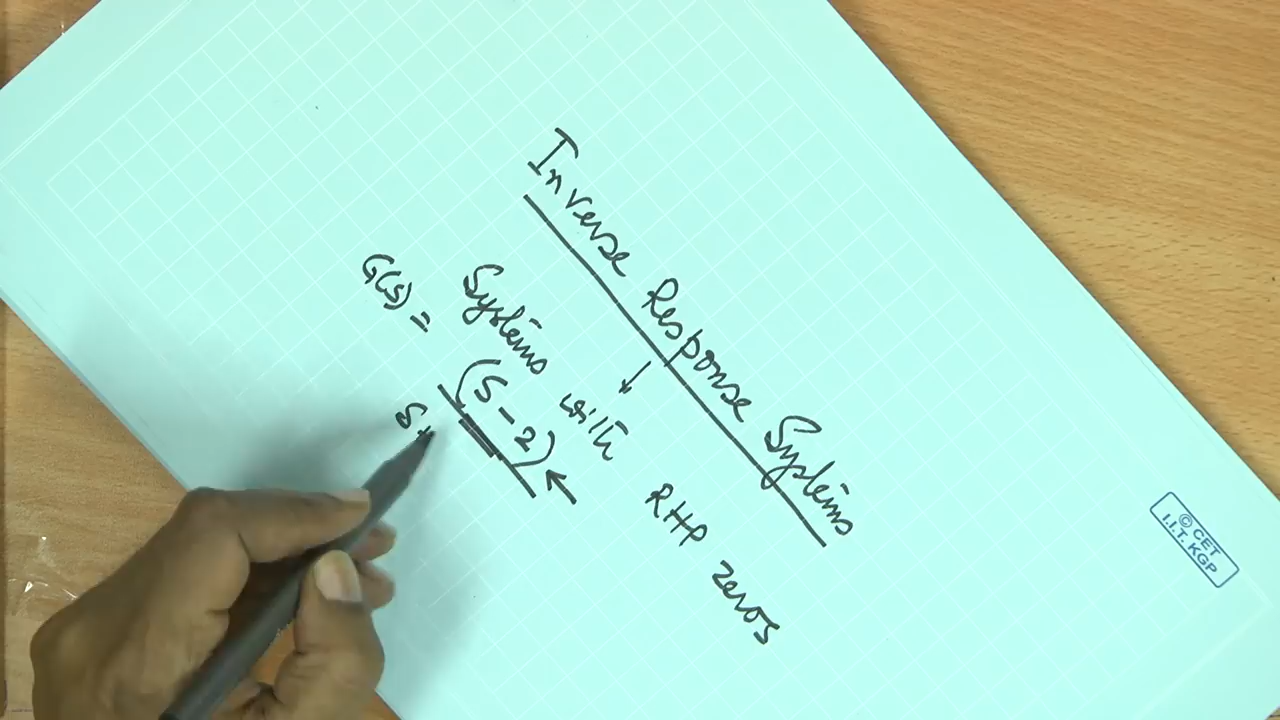 Inverse Response Systems
↓
Systems with RHP zeros
G(s) = (s - 2) ←
s +
© CET
I.I.T. KGP